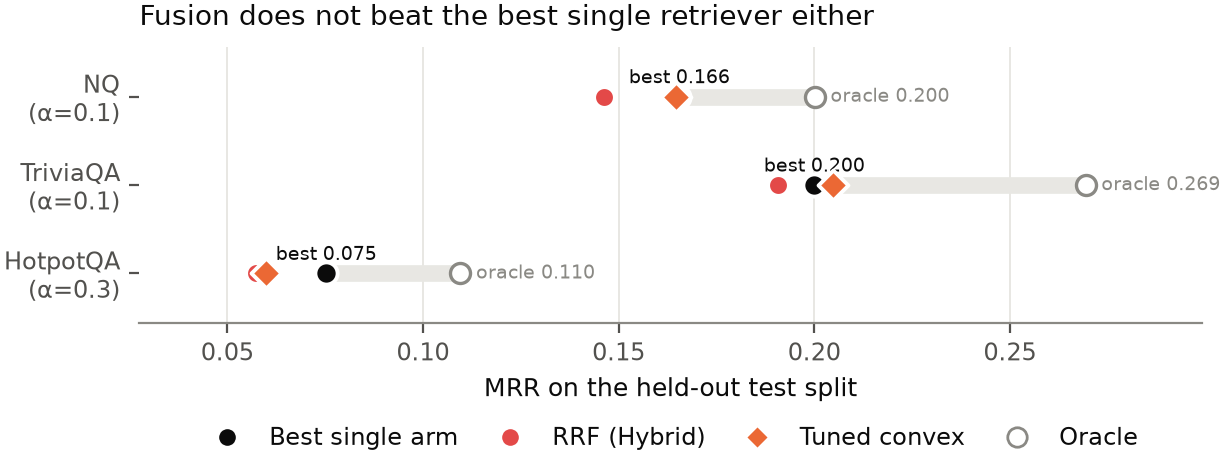 Fusion does not beat the best single retriever either
NQ
(α=0.1)
best 0.166
oracle 0.200
TriviaQA
(α=0.1)
best 0.200
oracle 0.269
HotpotQA
(α=0.3)
best 0.075
oracle 0.110
0.05 0.10 0.15 0.20 0.25
MRR on the held-out test split
Best single arm RRF (Hybrid) Tuned convex Oracle